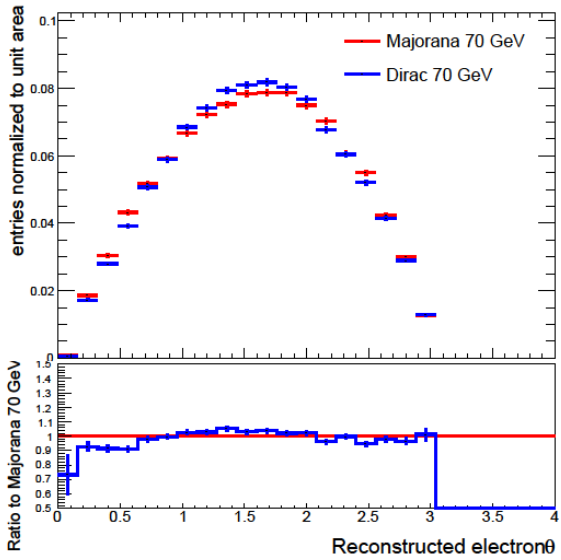 entries normalized to unit area
0.1
0.08
0.06
0.04
0.02
0
Majorana 70 GeV
Dirac 70 GeV
Ratio to Majorana 70 GeV
1.5
1.4
1.3
1.2
1.1
1
0.9
0.8
0.7
0.6
0.5
0 0.5 1 1.5 2 2.5 3 3.5 4
Reconstructed electronθ